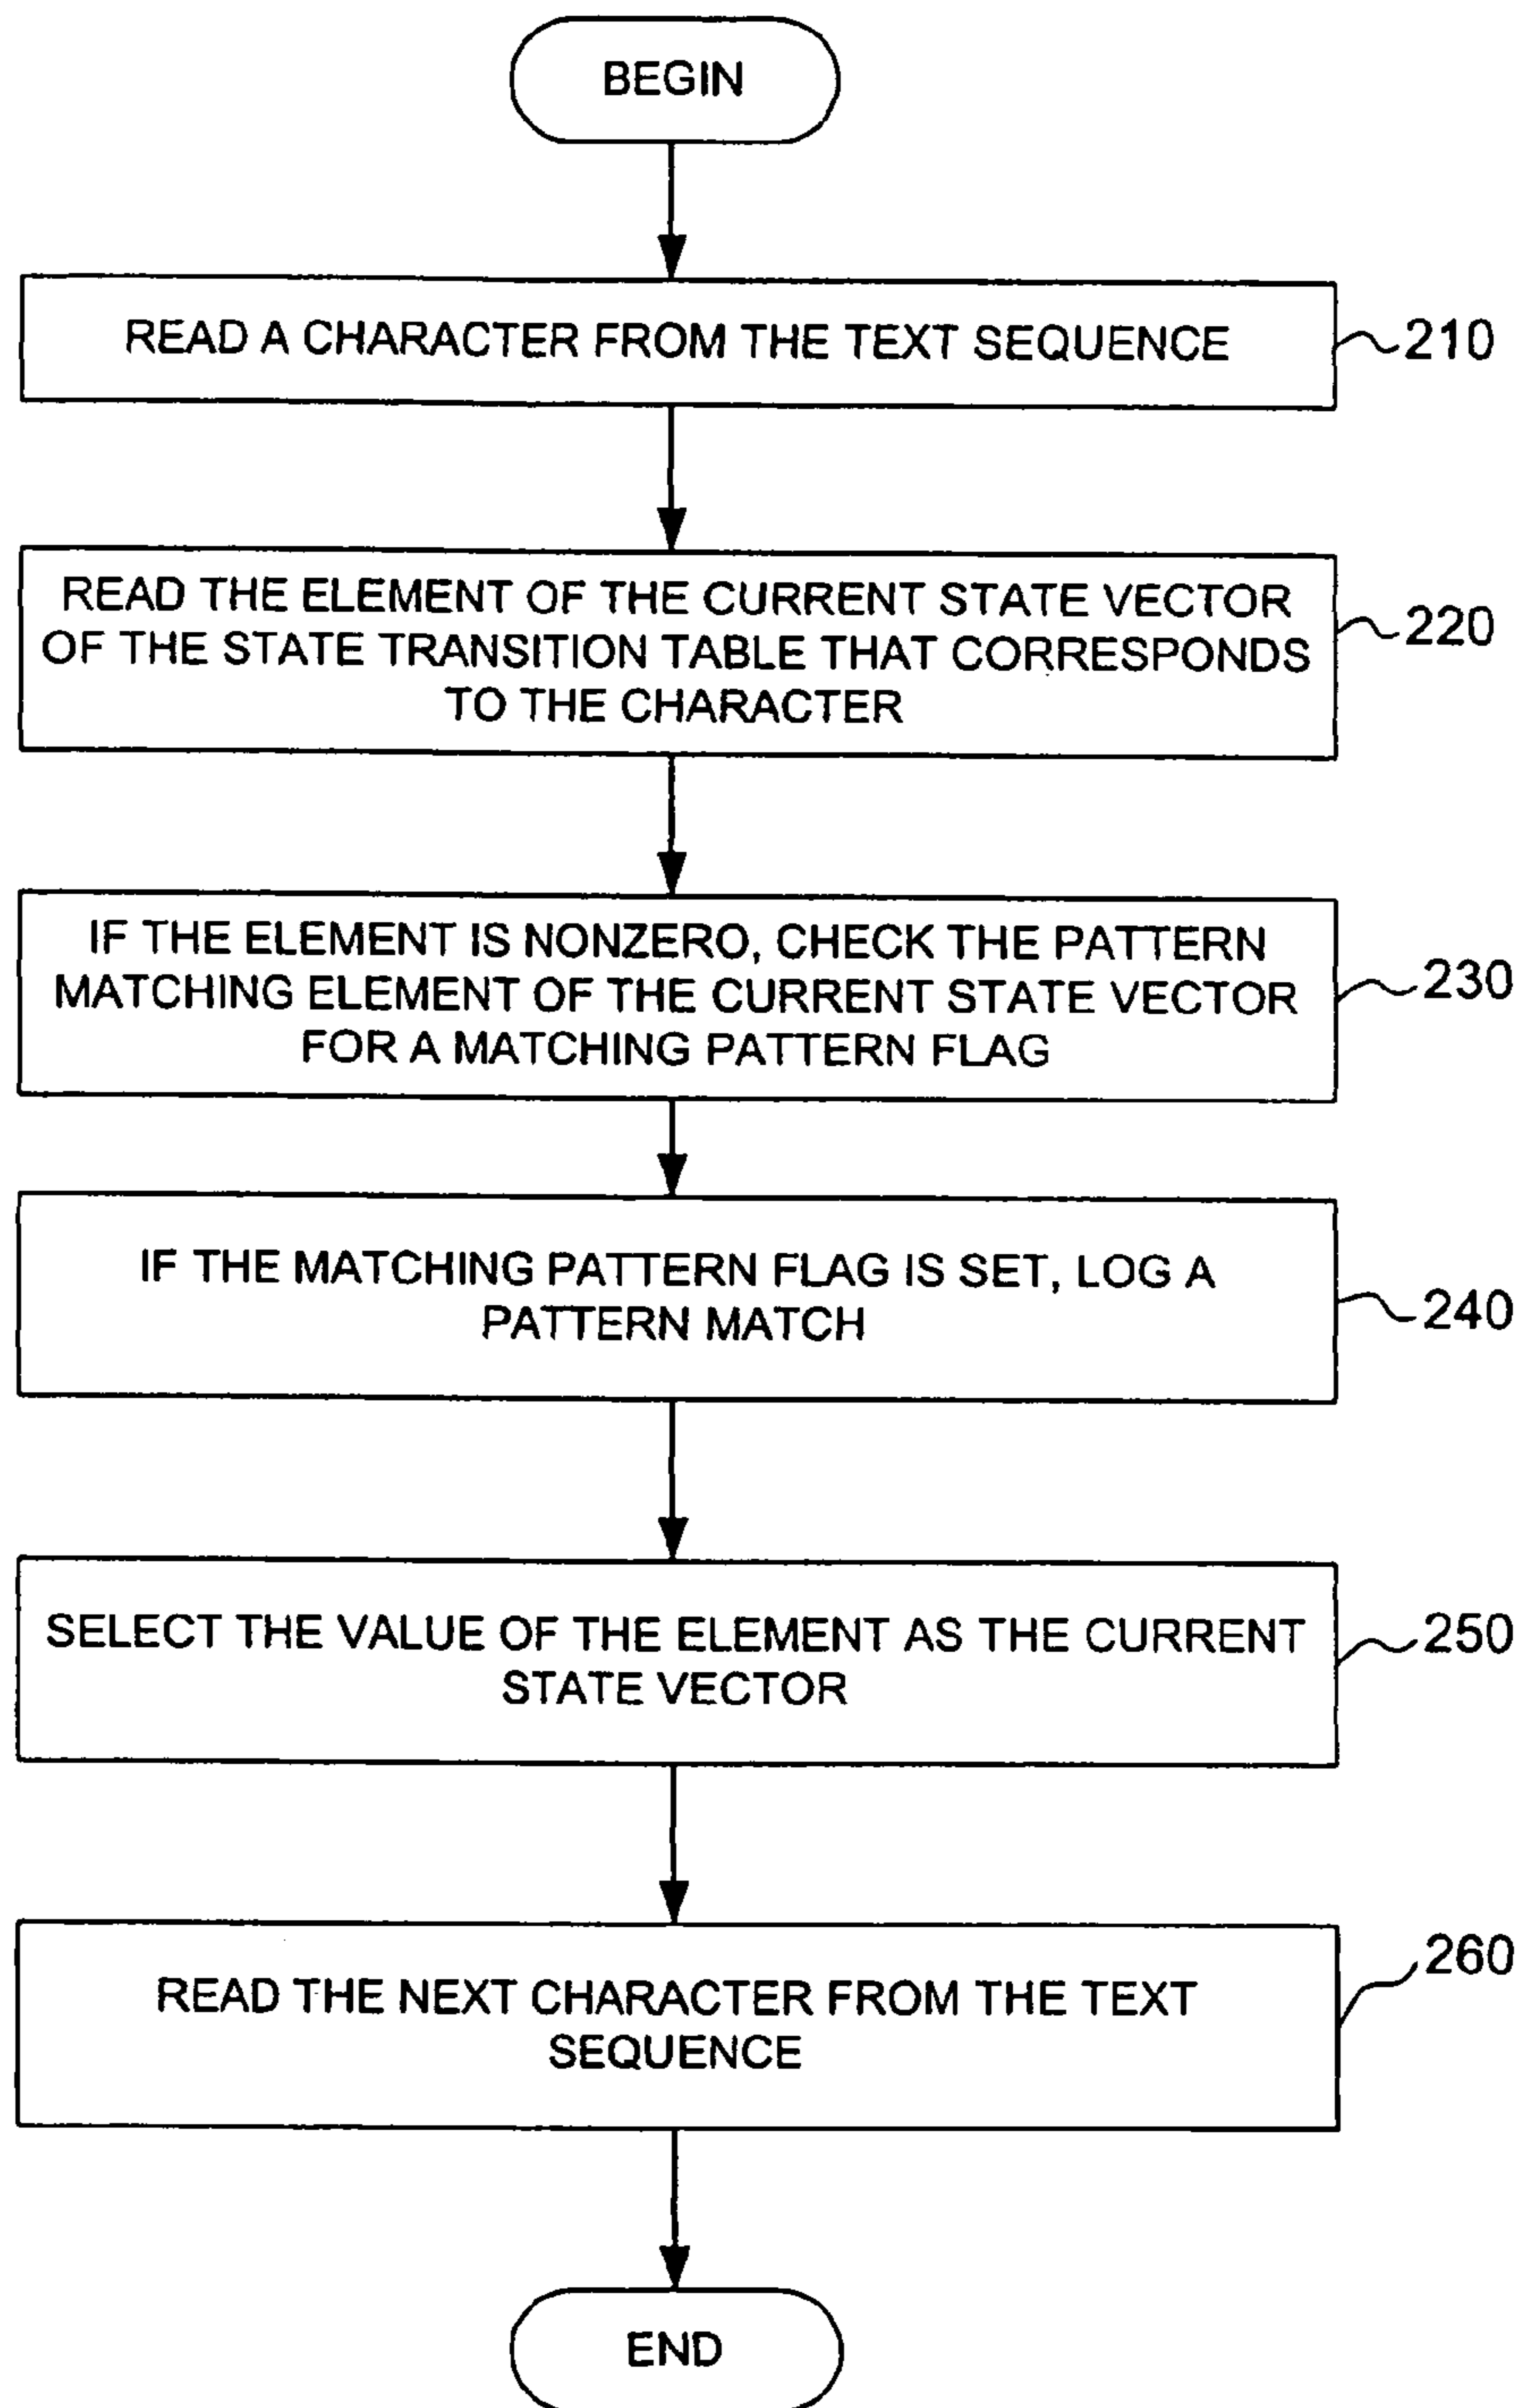 BEGIN
READ A CHARACTER FROM THE TEXT SEQUENCE
210
READ THE ELEMENT OF THE CURRENT STATE VECTOR
OF THE STATE TRANSITION TABLE THAT CORRESPONDS
TO THE CHARACTER
220
IF THE ELEMENT IS NONZERO, CHECK THE PATTERN
MATCHING ELEMENT OF THE CURRENT STATE VECTOR
FOR A MATCHING PATTERN FLAG
230
IF THE MATCHING PATTERN FLAG IS SET, LOG A
PATTERN MATCH
240
SELECT THE VALUE OF THE ELEMENT AS THE CURRENT
STATE VECTOR
250
READ THE NEXT CHARACTER FROM THE TEXT
SEQUENCE
260
END